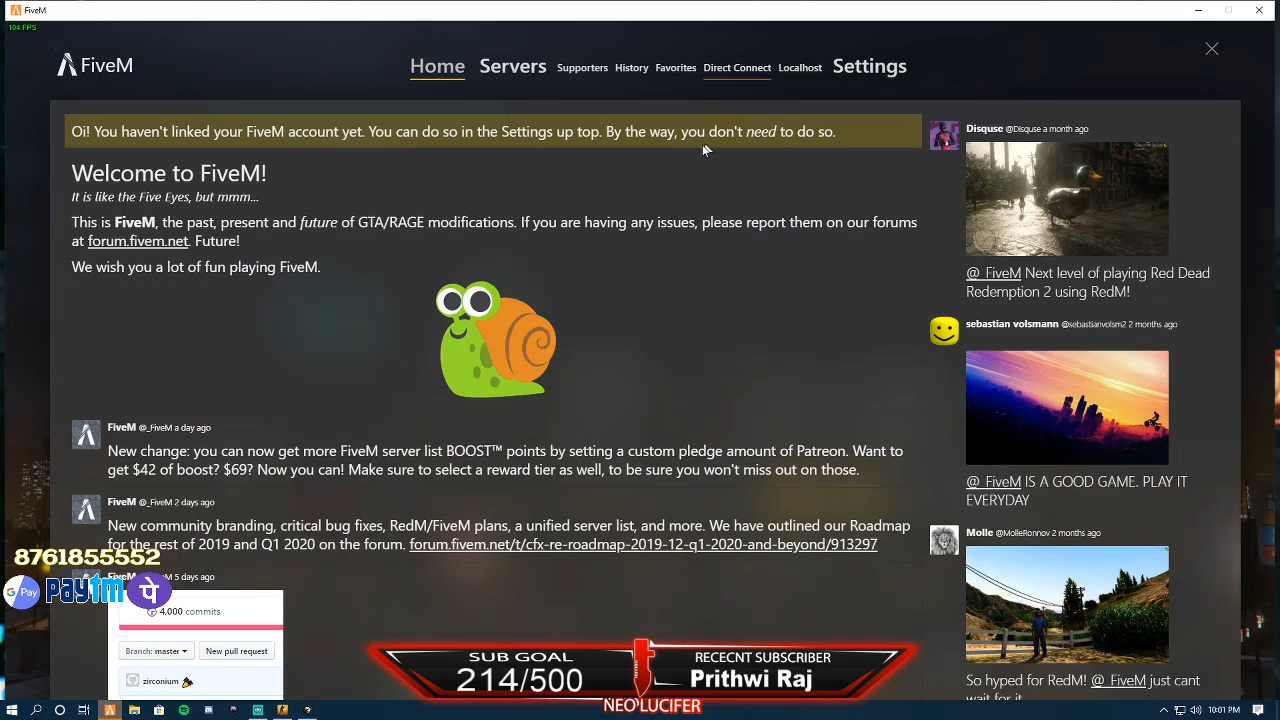 FiveM
104 FPS
FiveM
Home Servers Supporters History Favorites Direct Connect Localhost Settings
Oi! You haven't linked your FiveM account yet. You can do so in the Settings up top. By the way, you don't need to do so.
Welcome to FiveM!
It is like the Five Eyes, but mmm...
This is FiveM, the past, present and future of GTA/RAGE modifications. If you are having any issues, please report them on our forums
at forum.fivem.net. Future!
We wish you a lot of fun playing FiveM.
FiveM @_FiveM a day ago
New change: you can now get more FiveM server list BOOST™ points by setting a custom pledge amount of Patreon. Want to
get $42 of boost? $69? Now you can! Make sure to select a reward tier as well, to be sure you won't miss out on those.
FiveM @_FiveM 2 days ago
New community branding, critical bug fixes, RedM/FiveM plans, a unified server list, and more. We have outlined our Roadmap
for the rest of 2019 and Q1 2020 on the forum. forum.fivem.net/t/cfx-re-roadmap-2019-12-q1-2020-and-beyond/913297
FiveM @_FiveM 5 days ago
4,000 commits
Branch: master New pull request
zirconium
Disquse @Disquse a month ago
@_FiveM Next level of playing Red Dead
Redemption 2 using RedM!
sebastian volsmann @sebastianvolsm2 2 months ago
@_FiveM IS A GOOD GAME. PLAY IT
EVERYDAY
Molle @MolleRonnov 2 months ago
So hyped for RedM! @_FiveM just cant
wait for it
8761855552
G Pay Paytm पे
SUB GOAL
214/500
RECECNT SUBSCRIBER
Prithwi Raj
NEO LUCIFER
10:01 PM